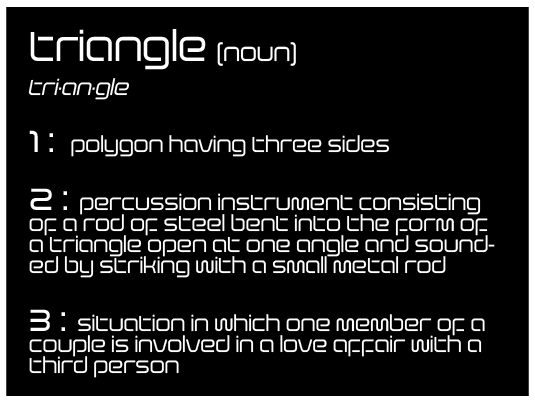 triangle (noun)
tri·an·gle
1: polygon having three sides
2: percussion instrument consisting
of a rod of steel bent into the form of
a triangle open at one angle and sound-
ed by striking with a small metal rod
3: situation in which one member of a
couple is involved in a love affair with a
third person